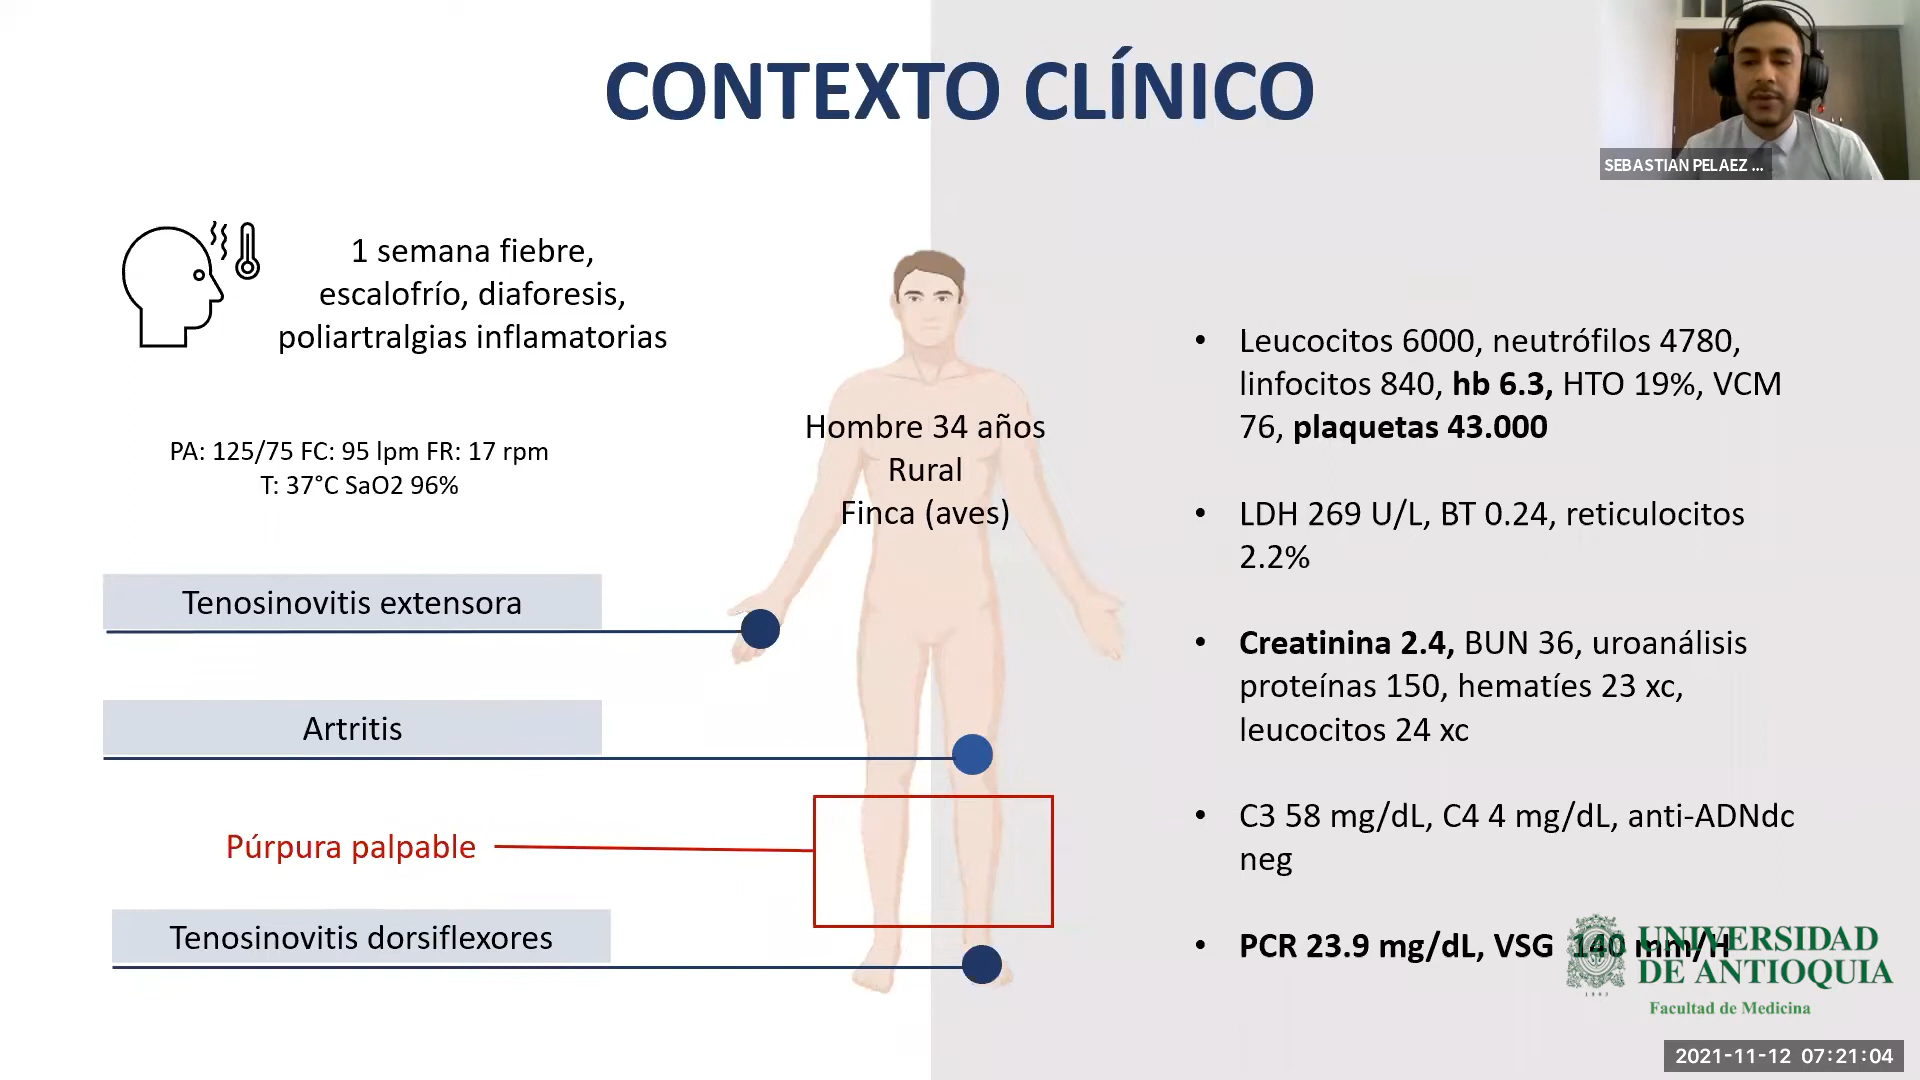 CONTEXTO CLÍNICO
SEBASTIAN PELAEZ ...
1 semana fiebre,
escalofrío, diaforesis,
poliartralgias inflamatorias
PA: 125/75 FC: 95 lpm FR: 17 rpm
T: 37°C SaO2 96%
Hombre 34 años
Rural
Finca (aves)
Tenosinovitis extensora
Artritis
Púrpura palpable
Tenosinovitis dorsiflexores
• Leucocitos 6000, neutrófilos 4780,
linfocitos 840, hb 6.3, HTO 19%, VCM
76, plaquetas 43.000
• LDH 269 U/L, BT 0.24, reticulocitos
2.2%
• Creatinina 2.4, BUN 36, uroanálisis
proteínas 150, hematíes 23 xc,
leucocitos 24 xc
• C3 58 mg/dL, C4 4 mg/dL, anti-ADNdc
neg
• PCR 23.9 mg/dL, VSG 140 mm/H
UNIVERSIDAD
DE ANTIOQUIA
1803
Facultad de Medicina
2021-11-12 07:21:04